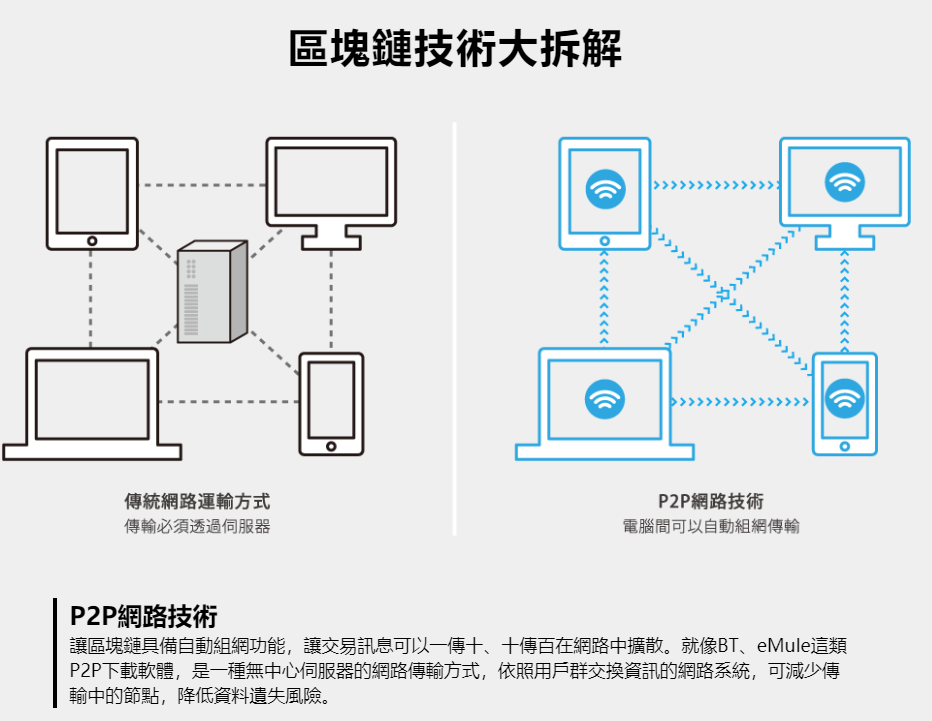 區塊鏈技術大拆解
傳統網路運輸方式
傳輸必須透過伺服器
P2P網路技術
電腦間可以自動組網傳輸
P2P網路技術
讓區塊鏈具備自動組網功能，讓交易訊息可以一傳十、十傳百在網路中擴散。就像BT、eMule這類
P2P下載軟體，是一種無中心伺服器的網路傳輸方式，依照用戶群交換資訊的網路系統，可減少傳
輸中的節點，降低資料遺失風險。